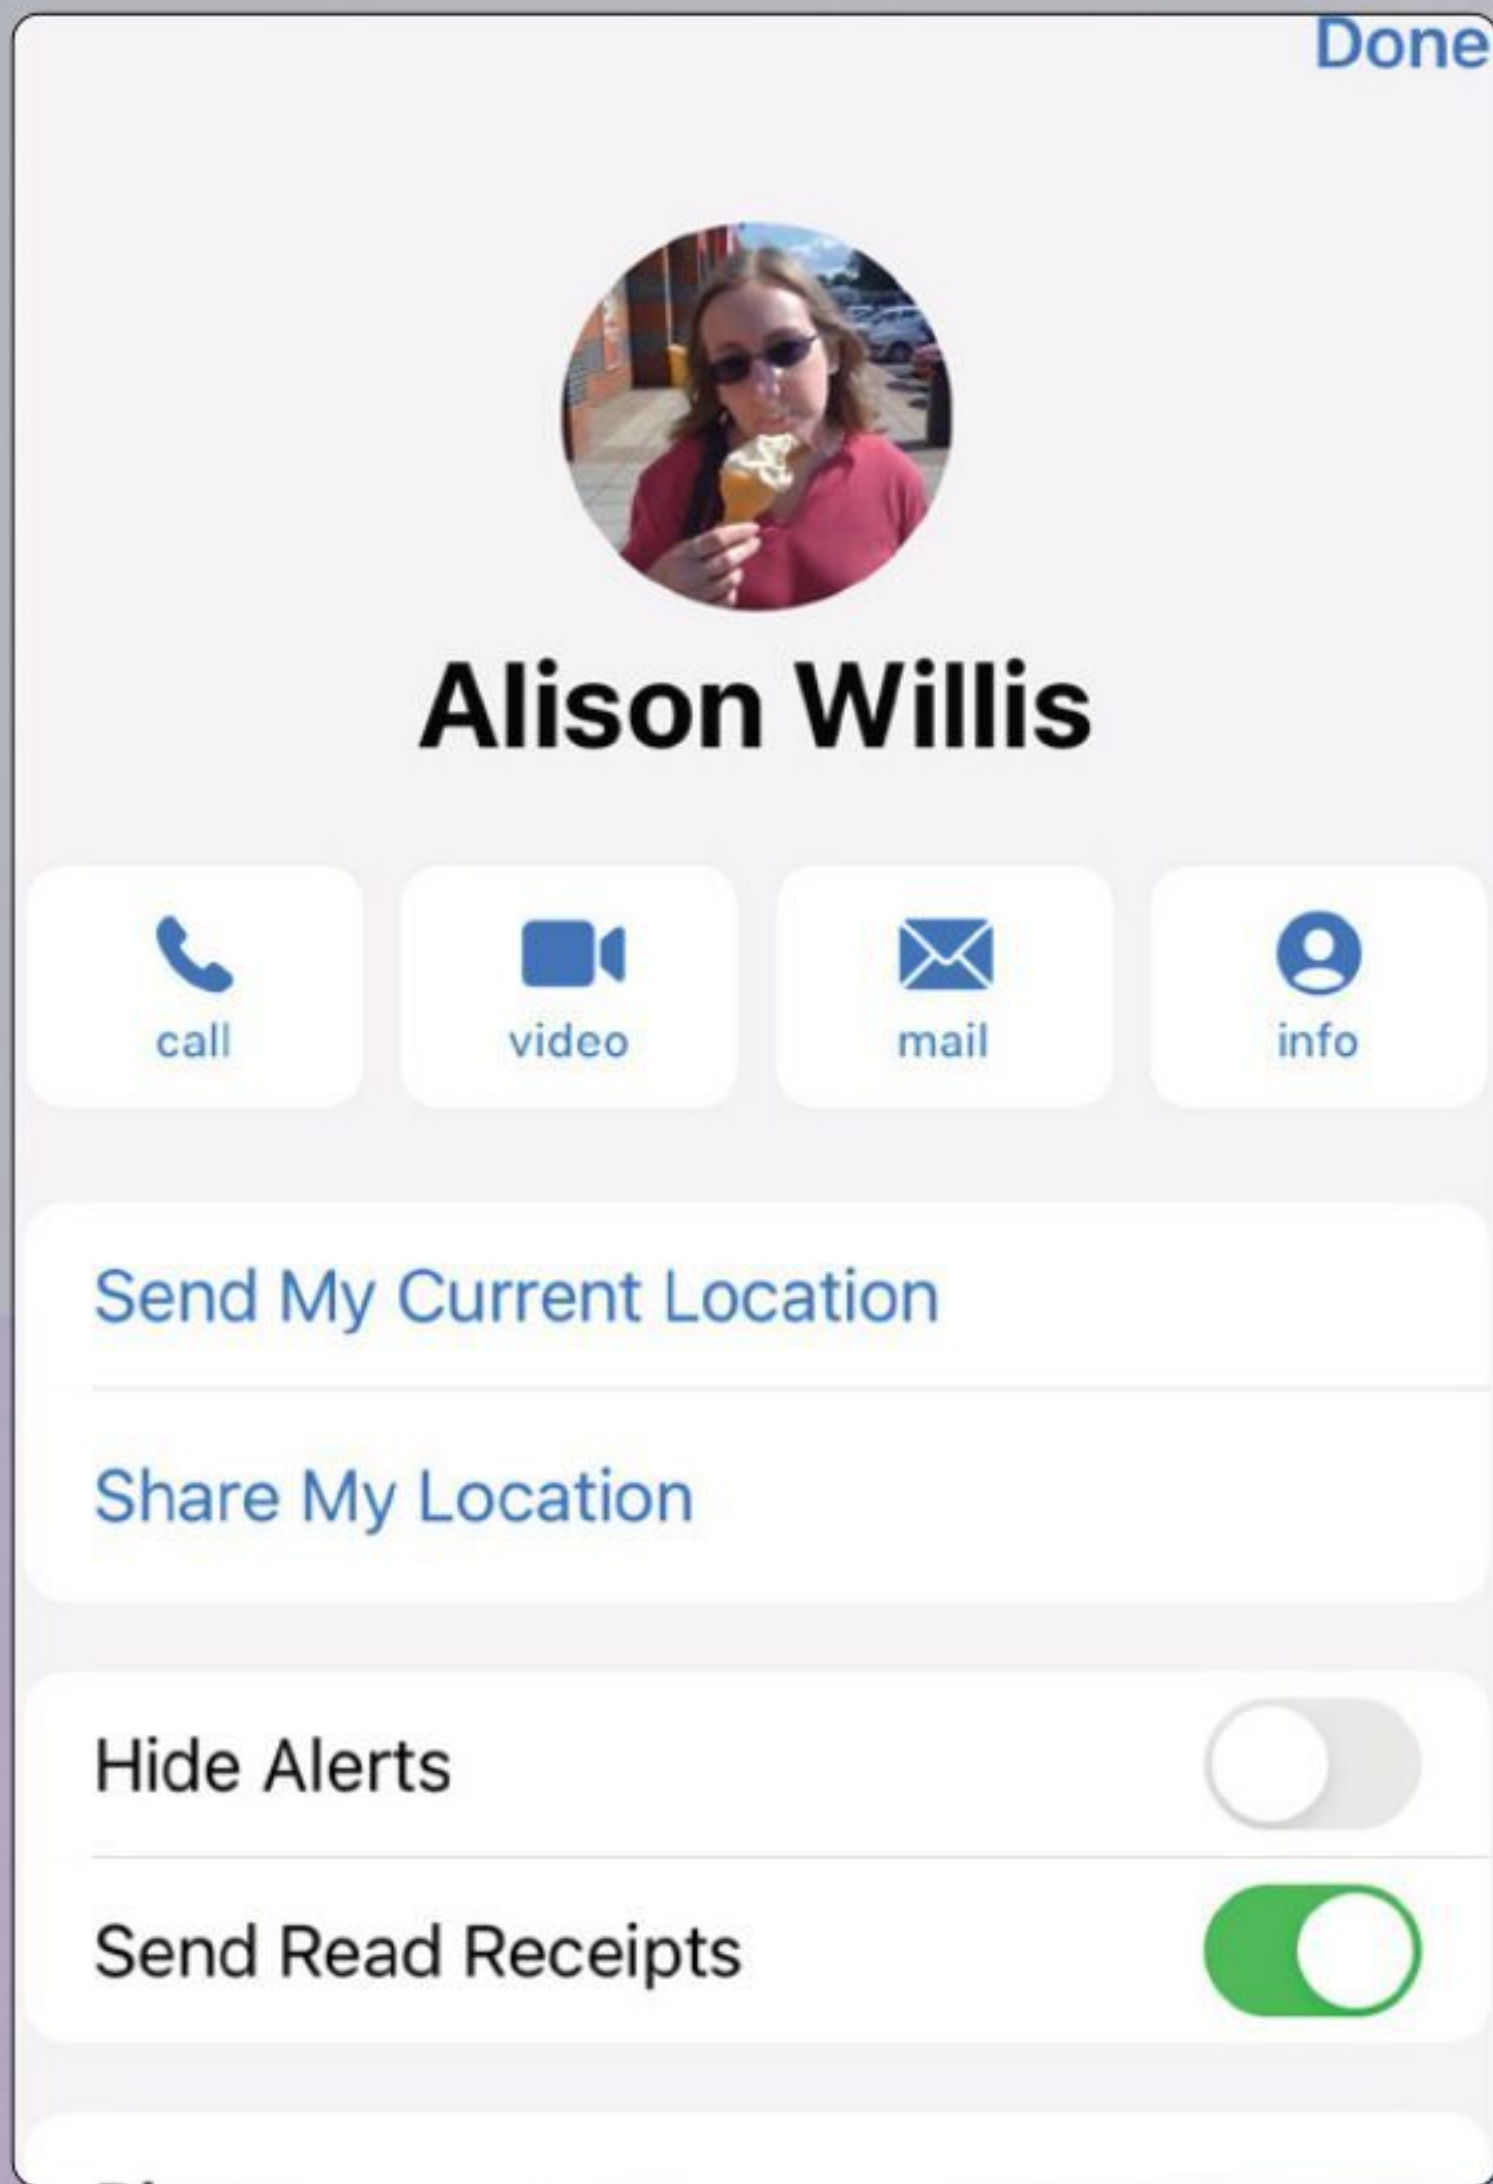 Done
Alison Willis
call video mail info
Send My Current Location
Share My Location
Hide Alerts
Send Read Receipts